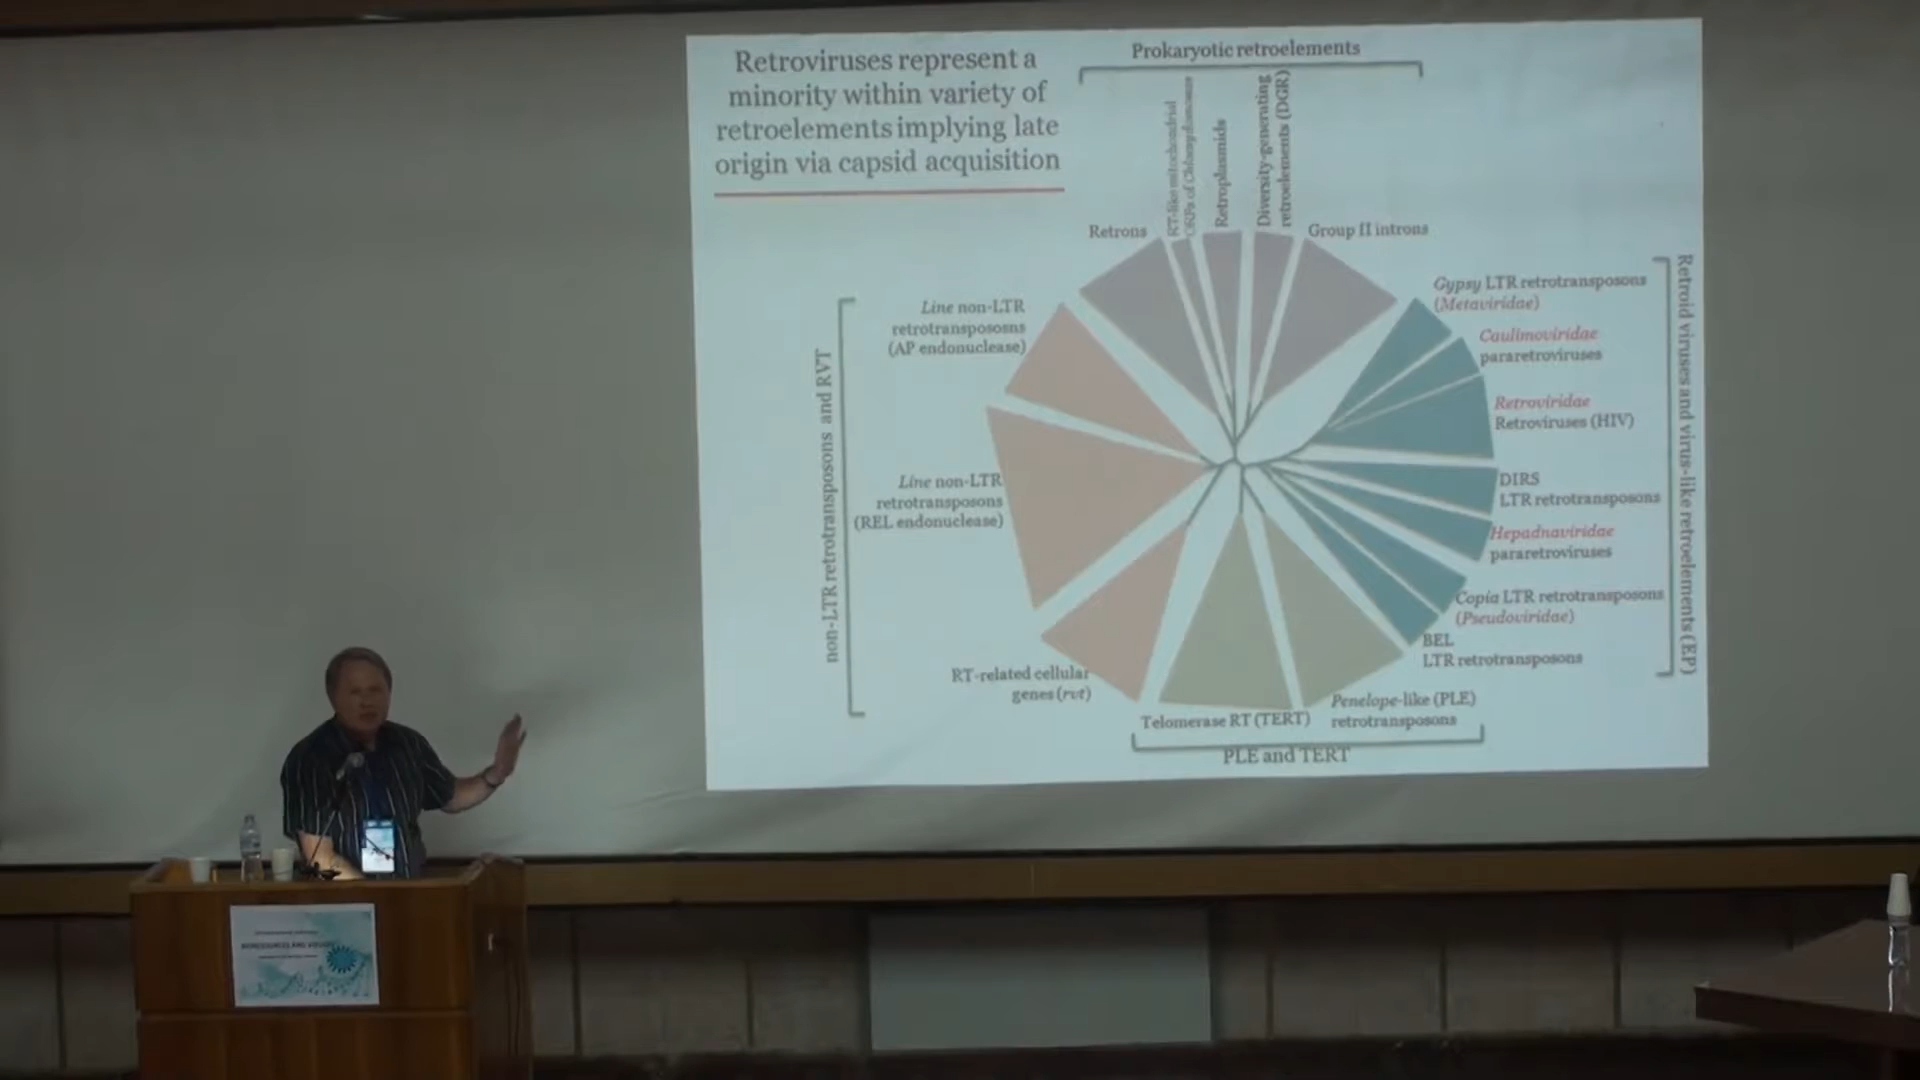 Retroviruses represent a
minority within variety of
retroelements implying late
origin via capsid acquisition
Prokaryotic retroelements
Retrons
RT-like mitochondrial
ORFs of Chlamydomonas
Retroplasmids
Diversity-generating
retroelements (DGR)
Group II introns
Gypsy LTR retrotransposons
(Metaviridae)
Caulimoviridae
pararetroviruses
Retroviridae
Retroviruses (HIV)
DIRS
LTR retrotransposons
Hepadnaviridae
pararetroviruses
Copia LTR retrotransposons
(Pseudoviridae)
BEL
LTR retrotransposons
Retroid viruses and virus-like retroelements (EP)
Penelope-like (PLE)
retrotransposons
Telomerase RT (TERT)
PLE and TERT
RT-related cellular
genes (rvt)
Line non-LTR
retrotransposons
(REL endonuclease)
Line non-LTR
retrotranspososns
(AP endonuclease)
non-LTR retrotransposons and RVT